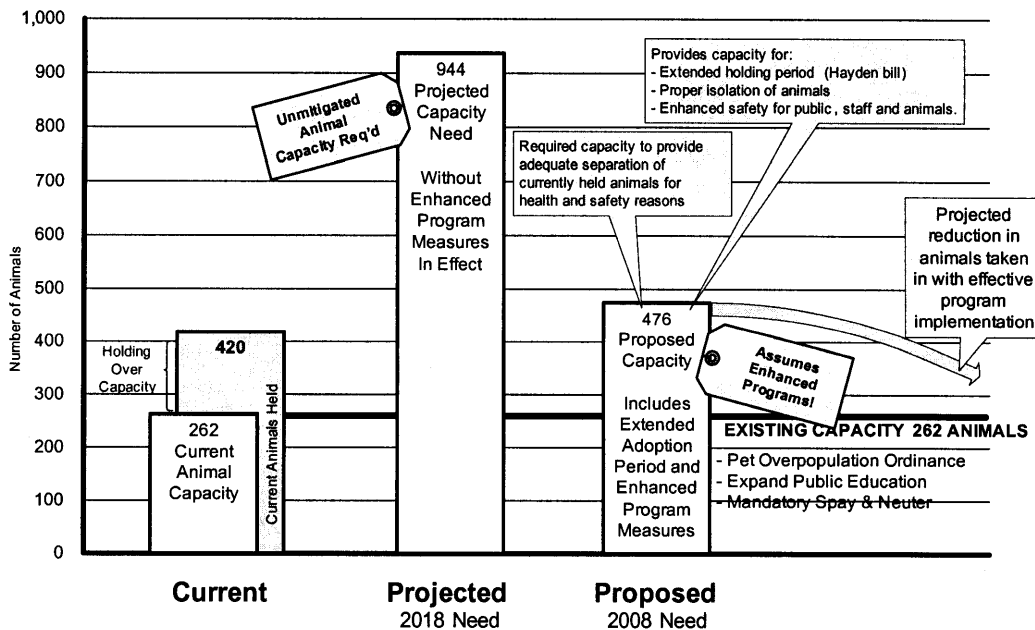 Number of Animals
1,000
900
800
700
600
500
400
300
200
100
0
Holding
Over
Capacity
420
Current Animals Held
262
Current
Animal
Capacity
Unmitigated
Animal
Capacity Req'd
944
Projected
Capacity
Need
Without
Enhanced
Program
Measures
In Effect
Required capacity to provide
adequate separation of
currently held animals for
health and safety reasons
Provides capacity for:
- Extended holding period (Hayden bill)
- Proper isolation of animals
- Enhanced safety for public, staff and animals.
476
Proposed
Capacity
Includes
Extended
Adoption
Period and
Enhanced
Program
Measures
Assumes
Enhanced
Programs!
Projected
reduction in
animals taken
in with effective
program
implementation
EXISTING CAPACITY 262 ANIMALS
- Pet Overpopulation Ordinance
- Expand Public Education
- Mandatory Spay & Neuter
Current
Projected
2018 Need
Proposed
2008 Need